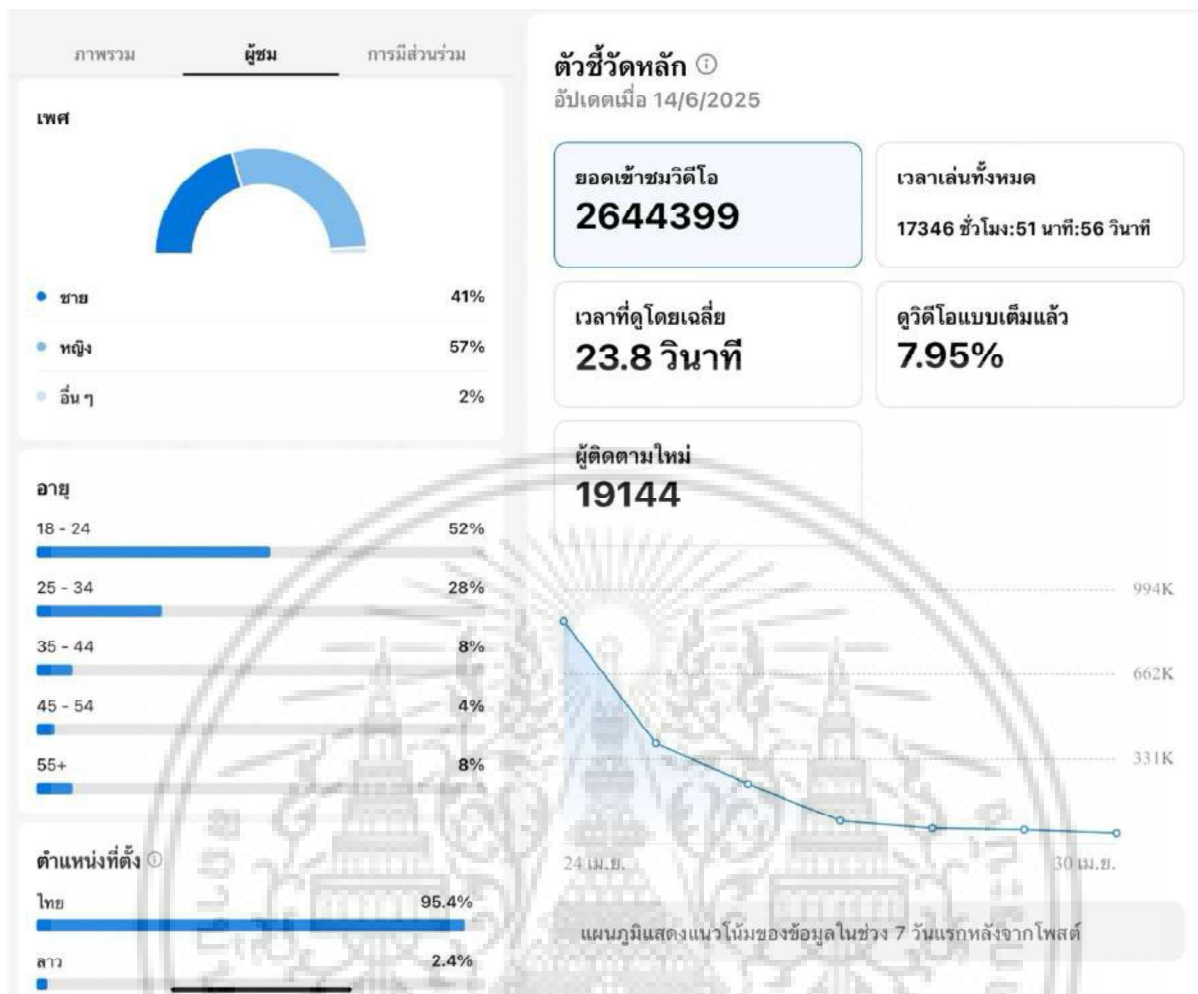 ภาพรวม
ผู้ชม
การมีส่วนร่วม
เพศ
ชาย 41%
หญิง 57%
อื่น ๆ 2%
อายุ
18 - 24 52%
25 - 34 28%
35 - 44 8%
45 - 54 4%
55+ 8%
ตำแหน่งที่ตั้ง
ไทย 95.4%
ลาว 2.4%
ตัวชี้วัดหลัก
อัปเดตเมื่อ 14/6/2025
ยอดเข้าชมวิดีโอ
2644399
เวลาเล่นทั้งหมด
17346 ชั่วโมง:51 นาที:56 วินาที
เวลาที่ดูโดยเฉลี่ย
23.8 วินาที
ดูวิดีโอแบบเต็มแล้ว
7.95%
ผู้ติดตามใหม่
19144
994K
662K
331K
24 เม.ย. 30 เม.ย.
แผนภูมิแสดงแนวโน้มของข้อมูลในช่วง 7 วันแรกหลังจากโพสต์